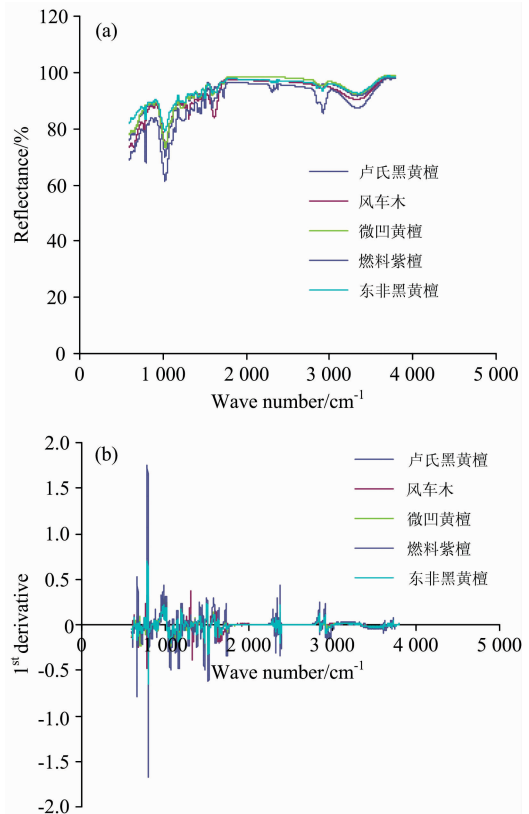 120
(a)
100
80
60
40
20
0
Reflectance/%
卢氏黑黄檀
风车木
微凹黄檀
燃料紫檀
东非黑黄檀
0
1 000
2 000
3 000
4 000
5 000
Wave number/cm-1
2.0
(b)
1.5
1.0
0.5
0
-0.5
-1.0
-1.5
-2.0
1st derivative
卢氏黑黄檀
风车木
微凹黄檀
燃料紫檀
东非黑黄檀
0
1 000
2 000
3 000
4 000
5 000
Wave number/cm-1